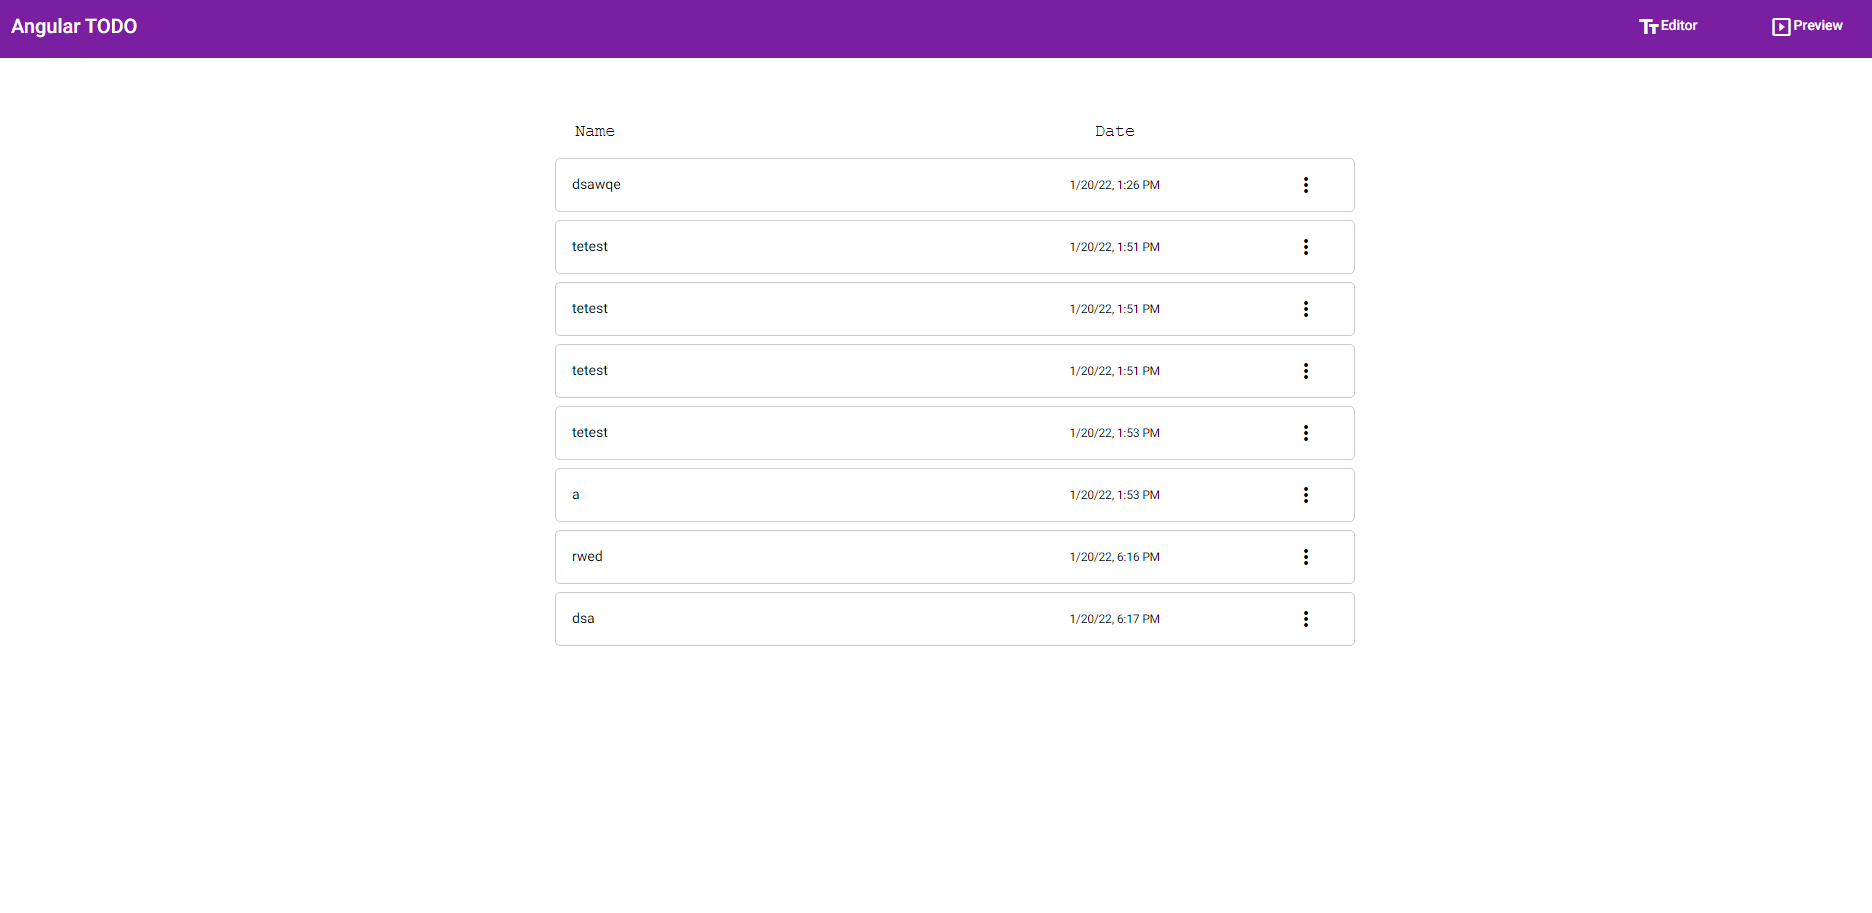 Angular TODO Editor Preview
Name Date
dsawqe 1/20/22, 1:26 PM
tetest 1/20/22, 1:51 PM
tetest 1/20/22, 1:51 PM
tetest 1/20/22, 1:51 PM
tetest 1/20/22, 1:53 PM
a 1/20/22, 1:53 PM
rwed 1/20/22, 6:16 PM
dsa 1/20/22, 6:17 PM